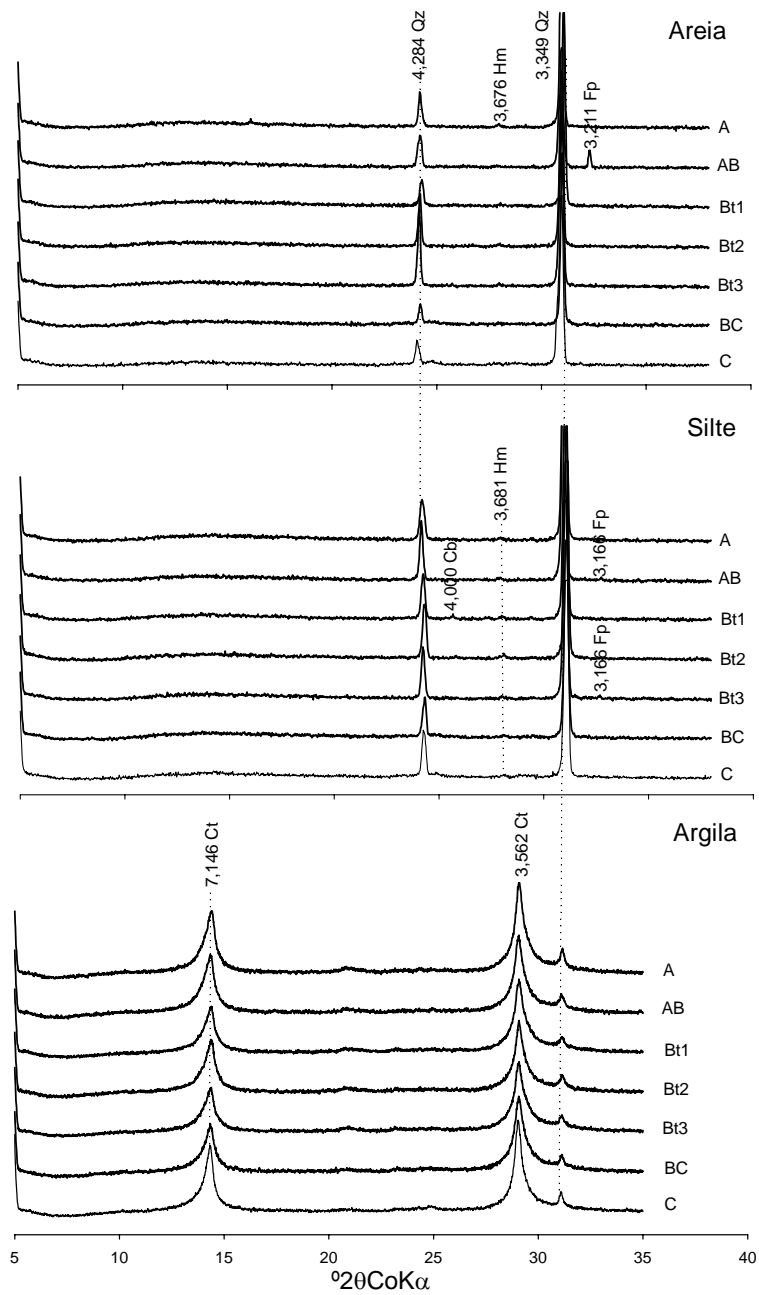 Areia
4,284 Qz
3,676 Hm
3,349 Qz
3,211 Fp
A
AB
Bt1
Bt2
Bt3
BC
C
Silte
3,681 Hm
4,000 Cb
3,166 Fp
3,166 Fp
A
AB
Bt1
Bt2
Bt3
BC
C
Argila
7,146 Ct
3,562 Ct
A
AB
Bt1
Bt2
Bt3
BC
C
5 10 15 20 25 30 35 40
º2θCoKα